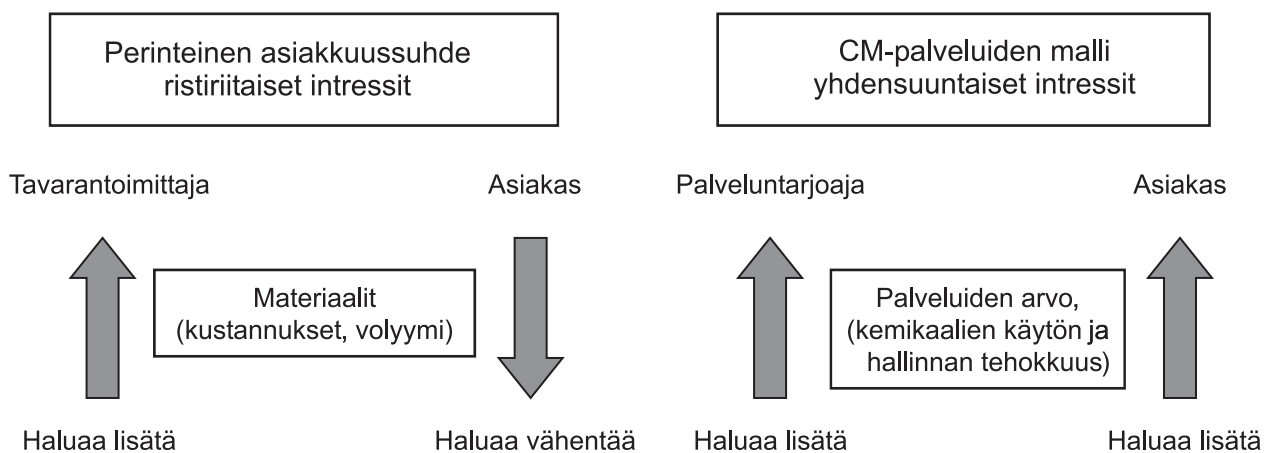 Perinteinen asiakkuussuhde
ristiriitaiset intressit
Tavarantoimittaja
Asiakas
Materiaalit
(kustannukset, volyymi)
Haluaa lisätä
Haluaa vähentää
CM-palveluiden malli
yhdensuuntaiset intressit
Palveluntarjoaja
Asiakas
Palveluiden arvo,
(kemikaalien käytön ja
hallinnan tehokkuus)
Haluaa lisätä
Haluaa lisätä